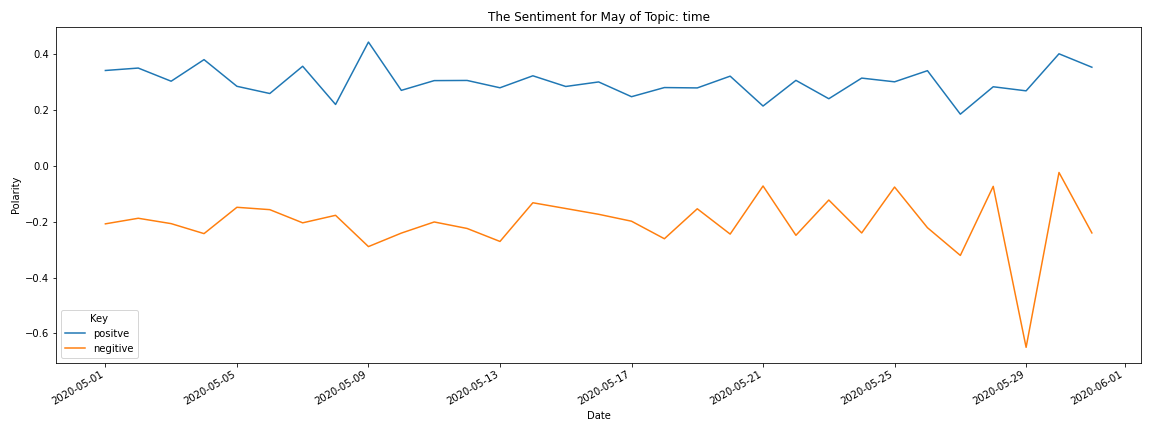 The Sentiment for May of Topic: time
Polarity
0.4
0.2
0.0
−0.2
−0.4
−0.6
Key
positve
negitive
2020-05-01
2020-05-05
2020-05-09
2020-05-13
2020-05-17
2020-05-21
2020-05-25
2020-05-29
2020-06-01
Date